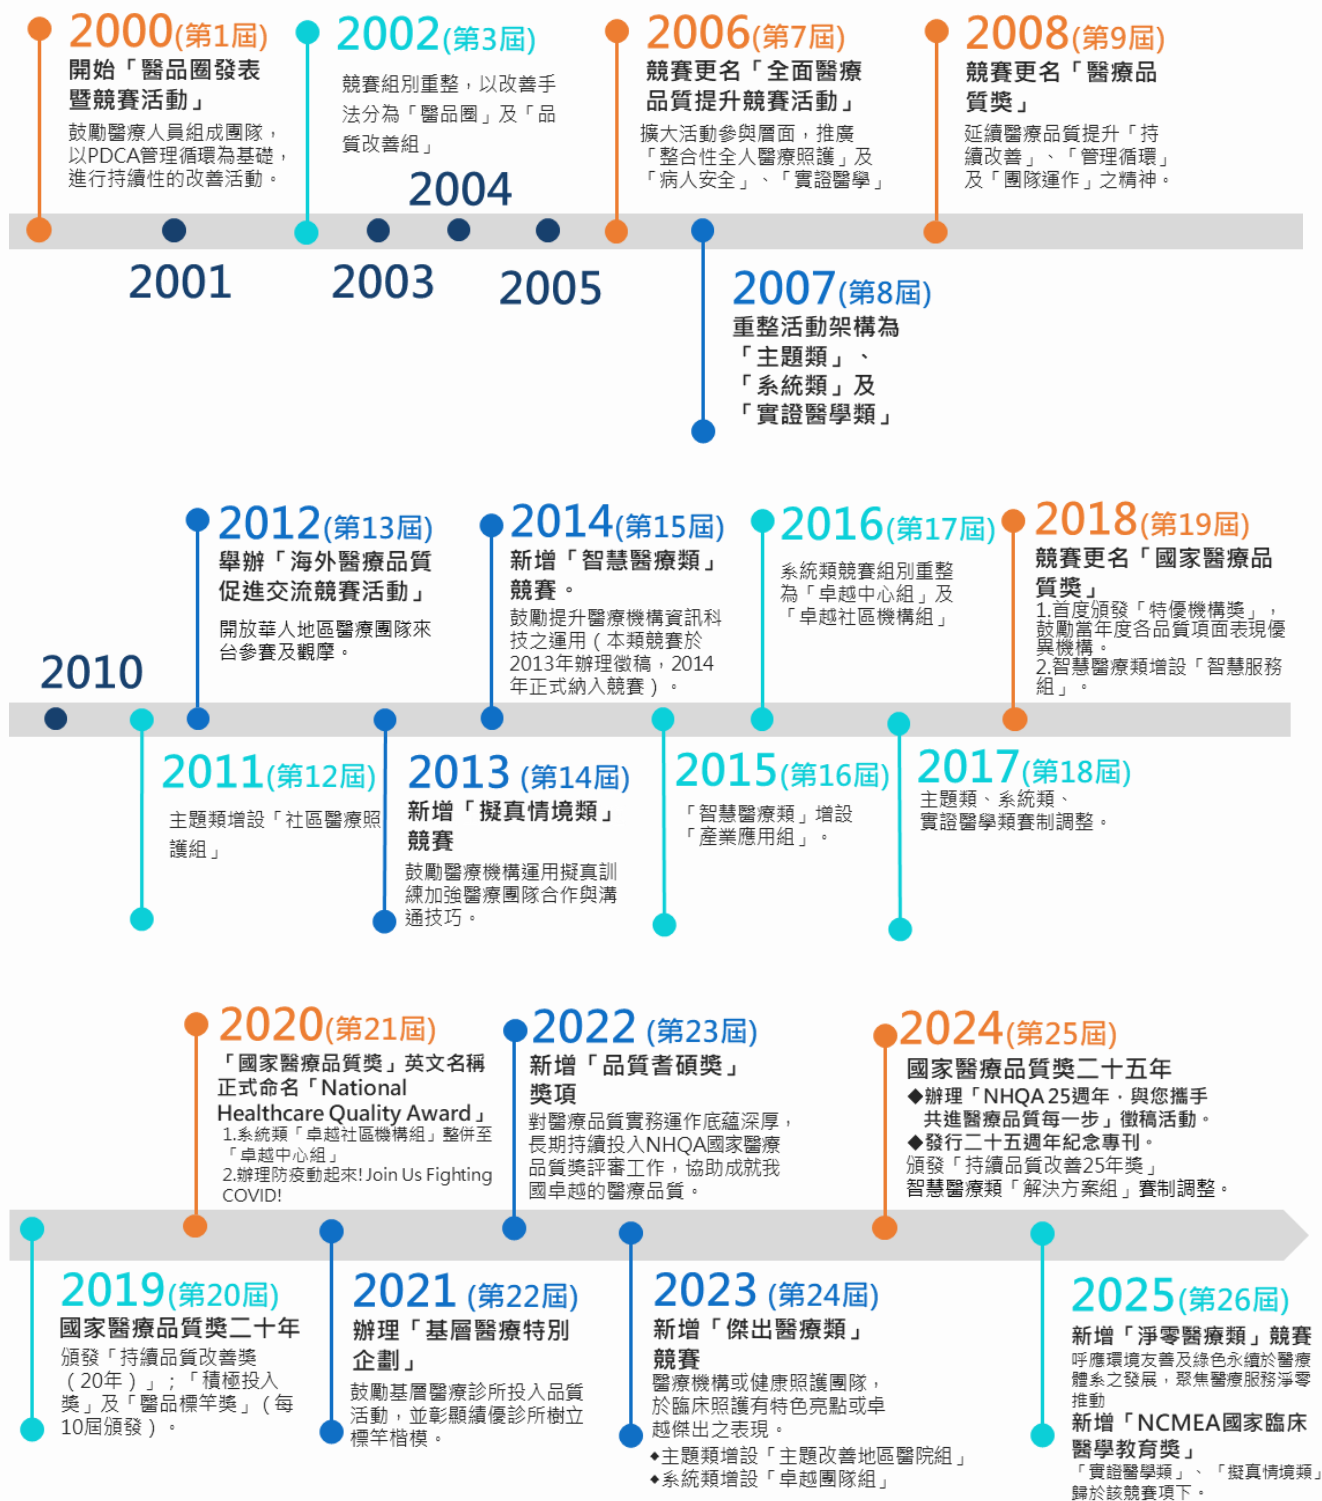 2000(第1屆)
開始「醫品圈發表
暨競賽活動」
鼓勵醫療人員組成團隊，
以PDCA管理循環為基礎，
進行持續性的改善活動。
2001
2002(第3屆)
競賽組別重整，以改善手
法分為「醫品圈」及「品
質改善組」
2003
2004
2005
2006(第7屆)
競賽更名「全面醫療
品質提升競賽活動」
擴大活動參與層面，推廣
「整合性全人醫療照護」及
「病人安全」、「實證醫學」
2007(第8屆)
重整活動架構為
「主題類」、
「系統類」及
「實證醫學類」
2008(第9屆)
競賽更名「醫療品
質獎」
延續醫療品質提升「持
續改善」、「管理循環」
及「團隊運作」之精神。
2010
2011(第12屆)
主題類增設「社區醫療照
護組」
2012(第13屆)
舉辦「海外醫療品質
促進交流競賽活動」
開放華人地區醫療團隊來
台參賽及觀摩。
2013 (第14屆)
新增「擬真情境類」
競賽
鼓勵醫療機構運用擬真訓
練加強醫療團隊合作與溝
通技巧。
2014(第15屆)
新增「智慧醫療類」
競賽。
鼓勵提升醫療機構資訊科
技之運用（本類競賽於
2013年辦理徵稿，2014
年正式納入競賽）。
2015(第16屆)
「智慧醫療類」增設
「產業應用組」。
2016(第17屆)
系統類競賽組別重整
為「卓越中心組」及
「卓越社區機構組」
2017(第18屆)
主題類、系統類、
實證醫學類賽制調整。
2018(第19屆)
競賽更名「國家醫療品
質獎」
1.首度頒發「特優機構獎」，
鼓勵當年度各品質項面表現優
異機構。
2.智慧醫療類增設「智慧服務
組」。
2019(第20屆)
國家醫療品質獎二十年
頒發「持續品質改善獎
（20年）」；「積極投入
獎」及「醫品標竿獎」（每
10屆頒發）。
2020(第21屆)
「國家醫療品質獎」英文名稱
正式命名「National
Healthcare Quality Award」
1.系統類「卓越社區機構組」整併至
「卓越中心組」
2.辦理防疫動起來!Join Us Fighting
COVID!
2021 (第22屆)
辦理「基層醫療特別
企劃」
鼓勵基層醫療診所投入品質
活動，並彰顯績優診所樹立
標竿楷模。
2022 (第23屆)
新增「品質耆碩獎」
獎項
對醫療品質實務運作底蘊深厚，
長期持續投入NHQA國家醫療
品質獎評審工作，協助成就我
國卓越的醫療品質。
2023 (第24屆)
新增「傑出醫療類」
競賽
醫療機構或健康照護團隊，
於臨床照護有特色亮點或卓
越傑出之表現。
◆主題類增設「主題改善地區醫院組」
◆系統類增設「卓越團隊組」
2024(第25屆)
國家醫療品質獎二十五年
◆辦理「NHQA 25週年．與您攜手
共進醫療品質每一步」徵稿活動。
◆發行二十五週年紀念專刊。
頒發「持續品質改善25年獎」
智慧醫療類「解決方案組」賽制調整。
2025(第26屆)
新增「淨零醫療類」競賽
呼應環境友善及綠色永續於醫療
體系之發展，聚焦醫療服務淨零
推動
新增「NCMEA國家臨床
醫學教育獎」
「實證醫學類」、「擬真情境類」
歸於該競賽項下。